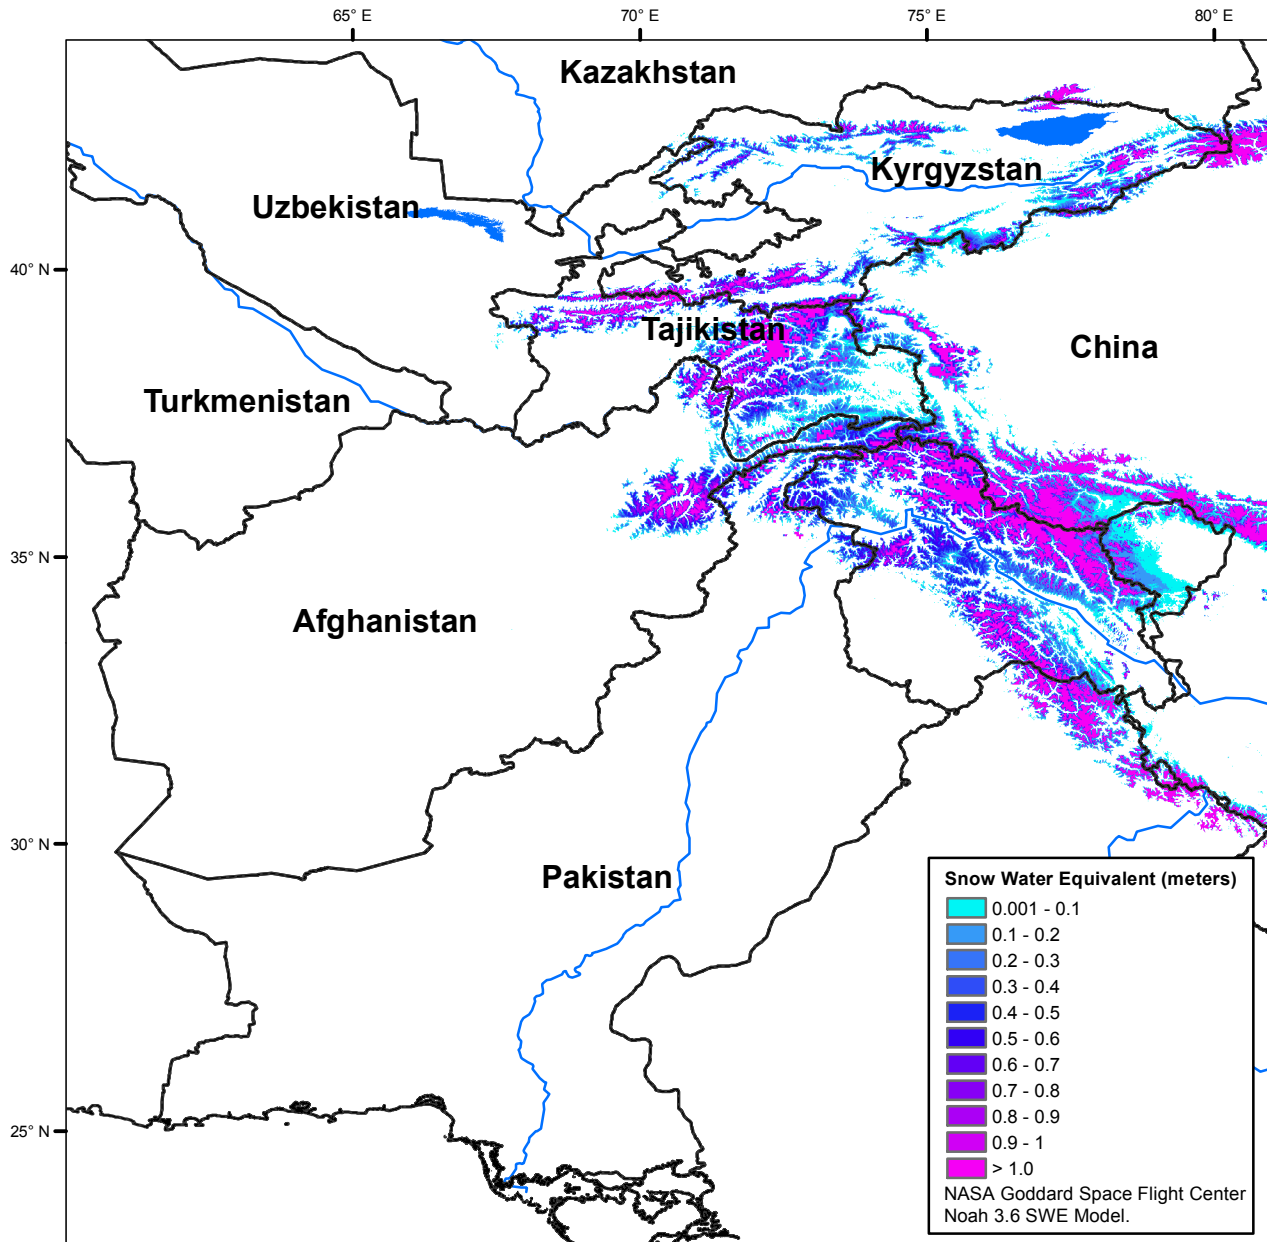 65° E
70° E
75° E
80° E
Kazakhstan
Kyrgyzstan
Uzbekistan
40° N
Tajikistan
China
Turkmenistan
35° N
Afghanistan
30° N
Pakistan
25° N
Snow Water Equivalent (meters)
0.001 - 0.1
0.1 - 0.2
0.2 - 0.3
0.3 - 0.4
0.4 - 0.5
0.5 - 0.6
0.6 - 0.7
0.7 - 0.8
0.8 - 0.9
0.9 - 1
> 1.0
NASA Goddard Space Flight Center
Noah 3.6 SWE Model.